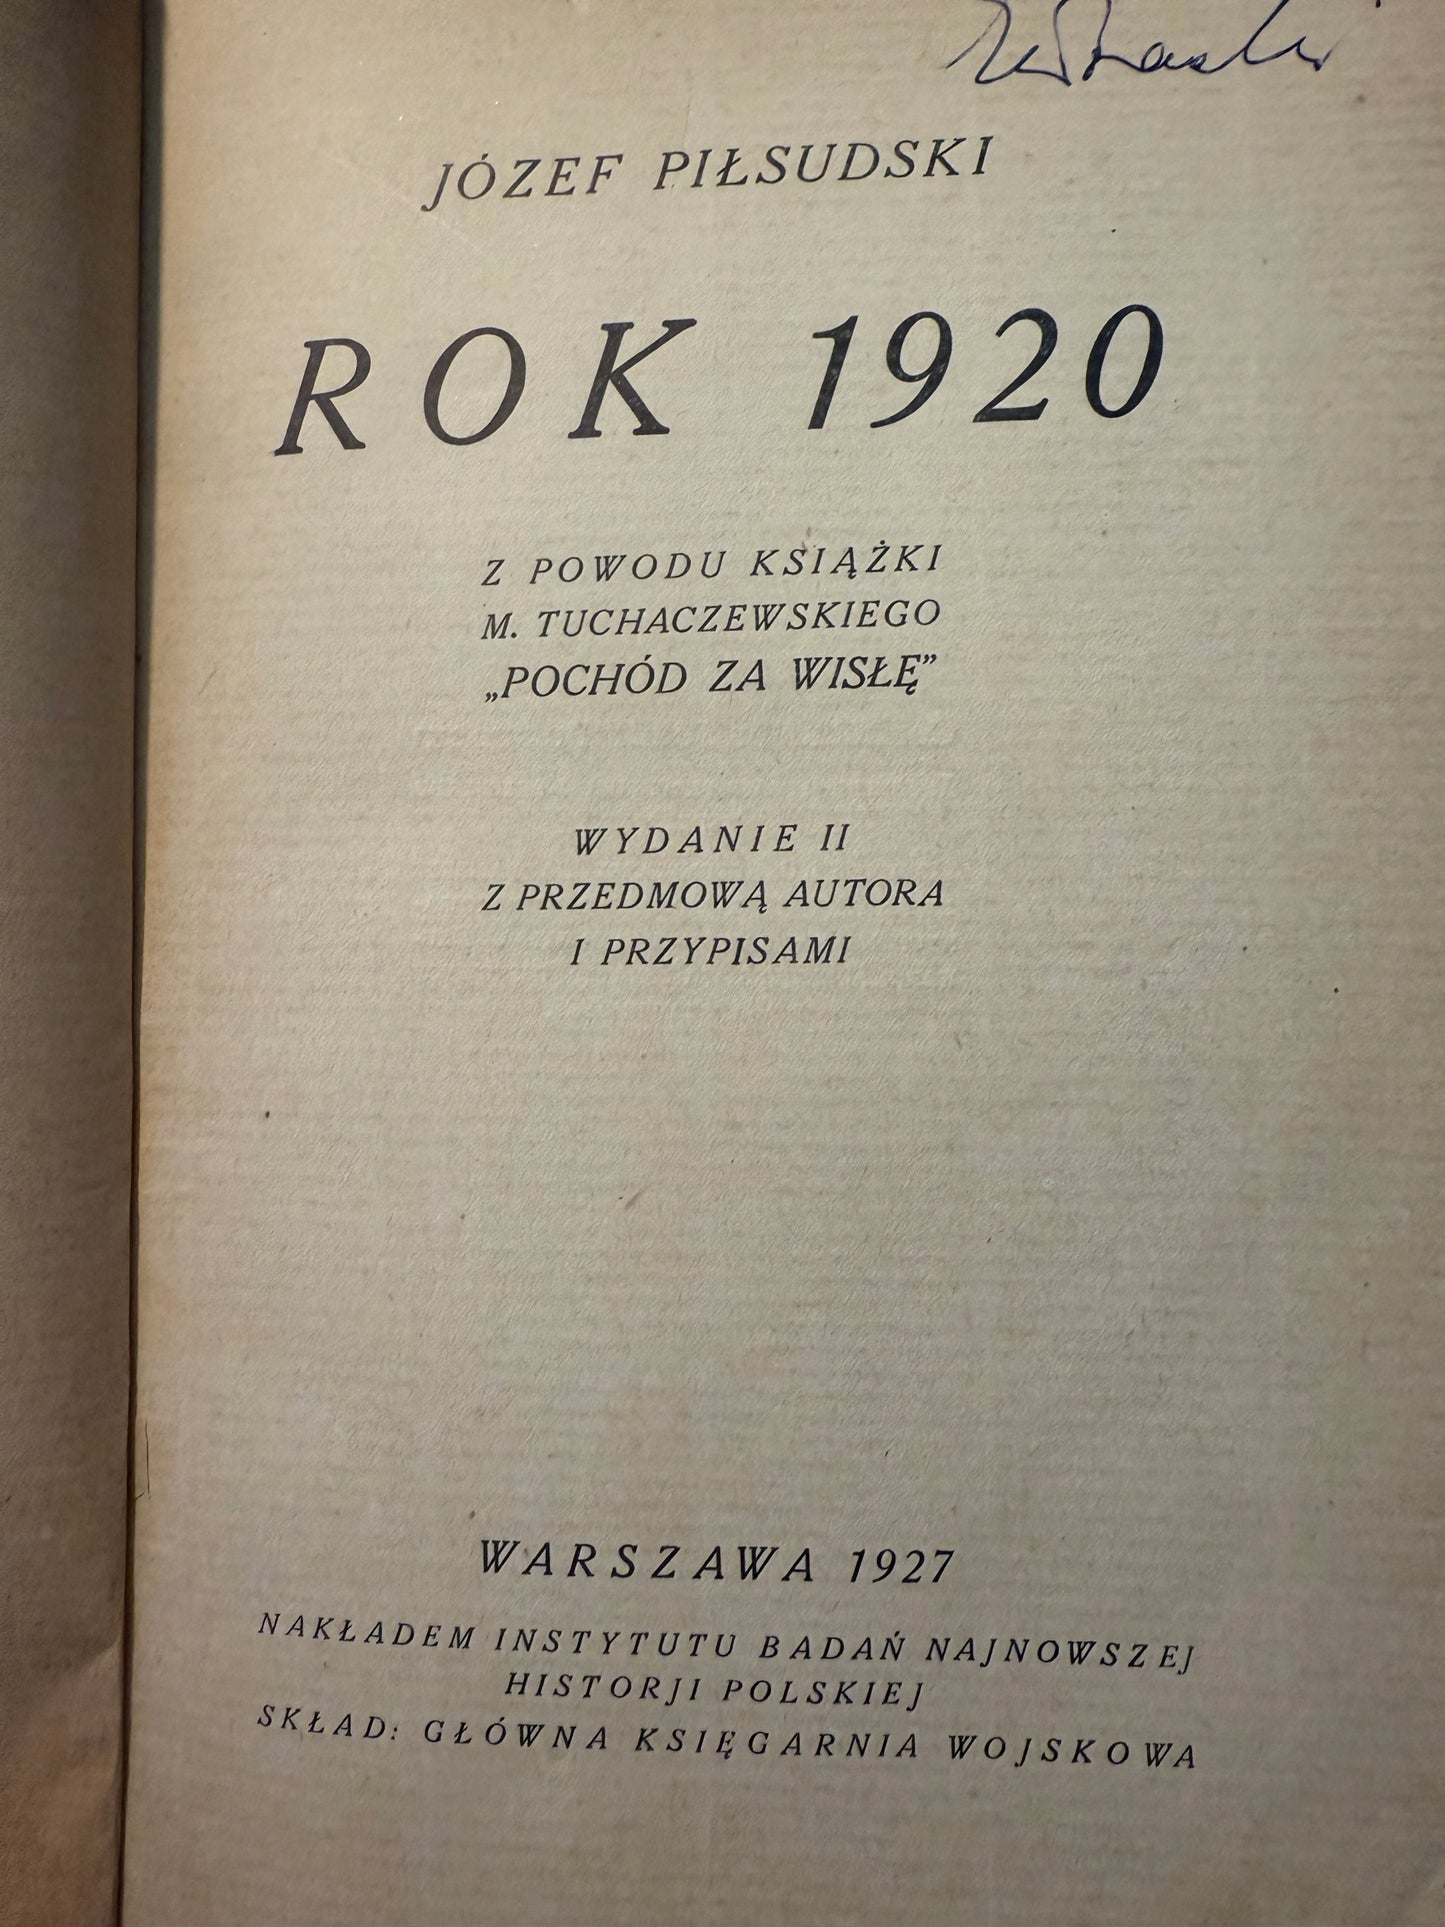 JÓZEF PIŁSUDSKI
ROK 1920
Z POWODU KSIĄŻKI
M. TUCHACZEWSKIEGO
„POCHÓD ZA WISŁĘ”
WYDANIE II
Z PRZEDMOWĄ AUTORA
I PRZYPISAMI
WARSZAWA 1927
NAKŁADEM INSTYTUTU BADAŃ NAJNOWSZEJ
HISTORJI POLSKIEJ
SKŁAD: GŁÓWNA KSIĘGARNIA WOJSKOWA